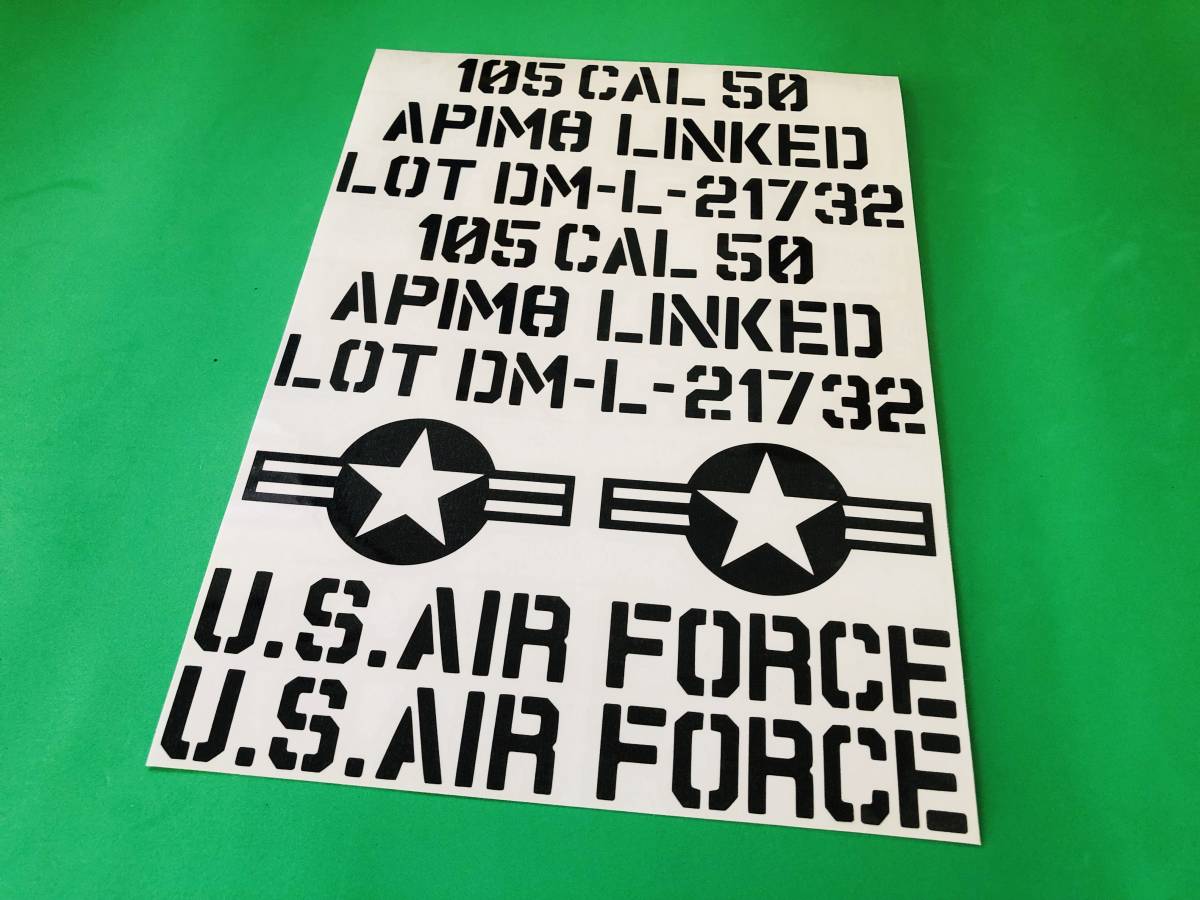 105 CAL 50
APIM8 LINKED
LOT DM-L-21732
105 CAL 50
APIM8 LINKED
LOT DM-L-21732
U.S.AIR FORCE
U.S.AIR FORCE